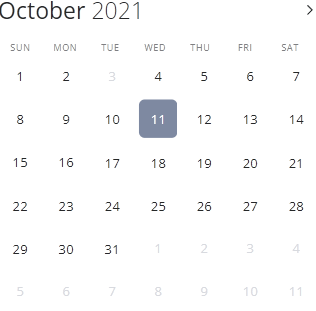 October 2021
SUN MON TUE WED THU FRI SAT
1 2 3 4 5 6 7
8 9 10 11 12 13 14
15 16 17 18 19 20 21
22 23 24 25 26 27 28
29 30 31 1 2 3 4
5 6 7 8 9 10 11